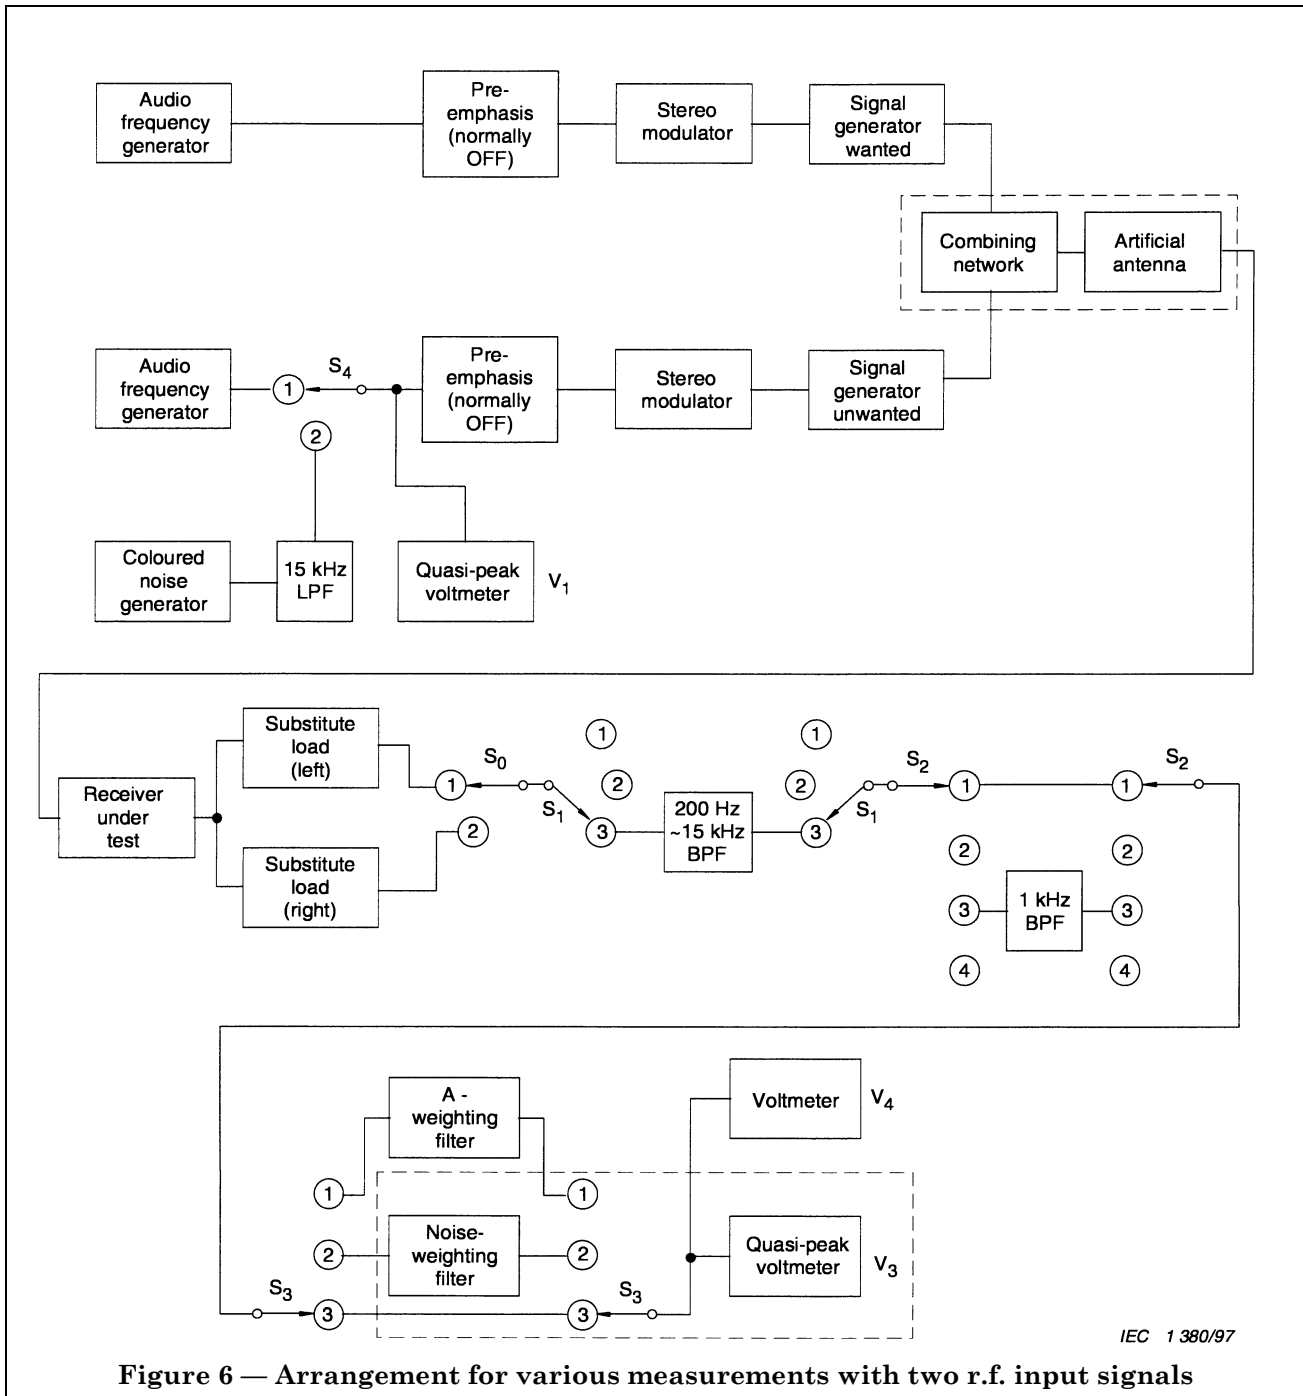 Audio
frequency
generator
Pre-
emphasis
(normally
OFF)
Stereo
modulator
Signal
generator
wanted
Combining
network
Artificial
antenna
Audio
frequency
generator
1
S4
2
Pre-
emphasis
(normally
OFF)
Stereo
modulator
Signal
generator
unwanted
Coloured
noise
generator
15 kHz
LPF
Quasi-peak
voltmeter
V1
Receiver
under
test
Substitute
load
(left)
Substitute
load
(right)
1
2
S0
S1
1
2
3
200 Hz
~15 kHz
BPF
1
2
3
S1
S2
1
2
3
4
1 kHz
BPF
1
2
3
4
S2
A -
weighting
filter
1
1
Noise-
weighting
filter
2
2
S3
3
3
S3
Voltmeter
V4
Quasi-peak
voltmeter
V3
IEC 1 380/97
Figure 6 — Arrangement for various measurements with two r.f. input signals